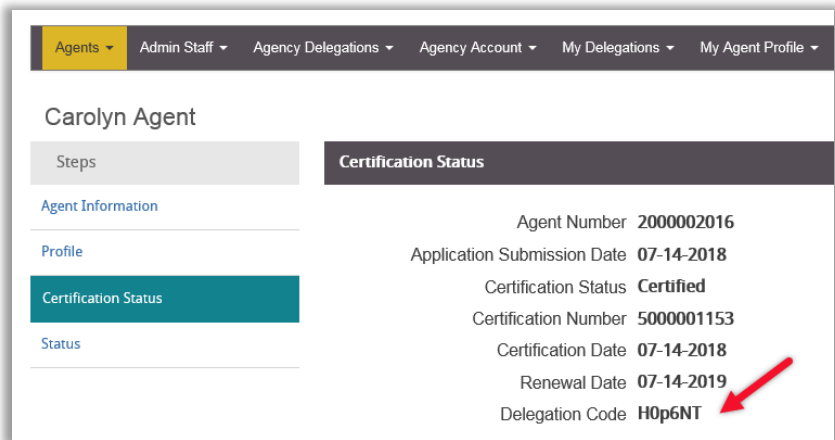 Agents Admin Staff Agency Delegations Agency Account My Delegations My Agent Profile
Carolyn Agent
Steps
Agent Information
Profile
Certification Status
Status
Certification Status
Agent Number 2000002016
Application Submission Date 07-14-2018
Certification Status Certified
Certification Number 5000001153
Certification Date 07-14-2018
Renewal Date 07-14-2019
Delegation Code H0p6NT